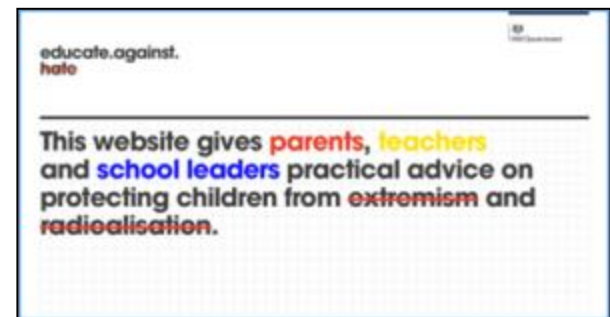 educate.against.
hate
This website gives parents, teachers
and school leaders practical advice on
protecting children from extremism and
radicalisation.